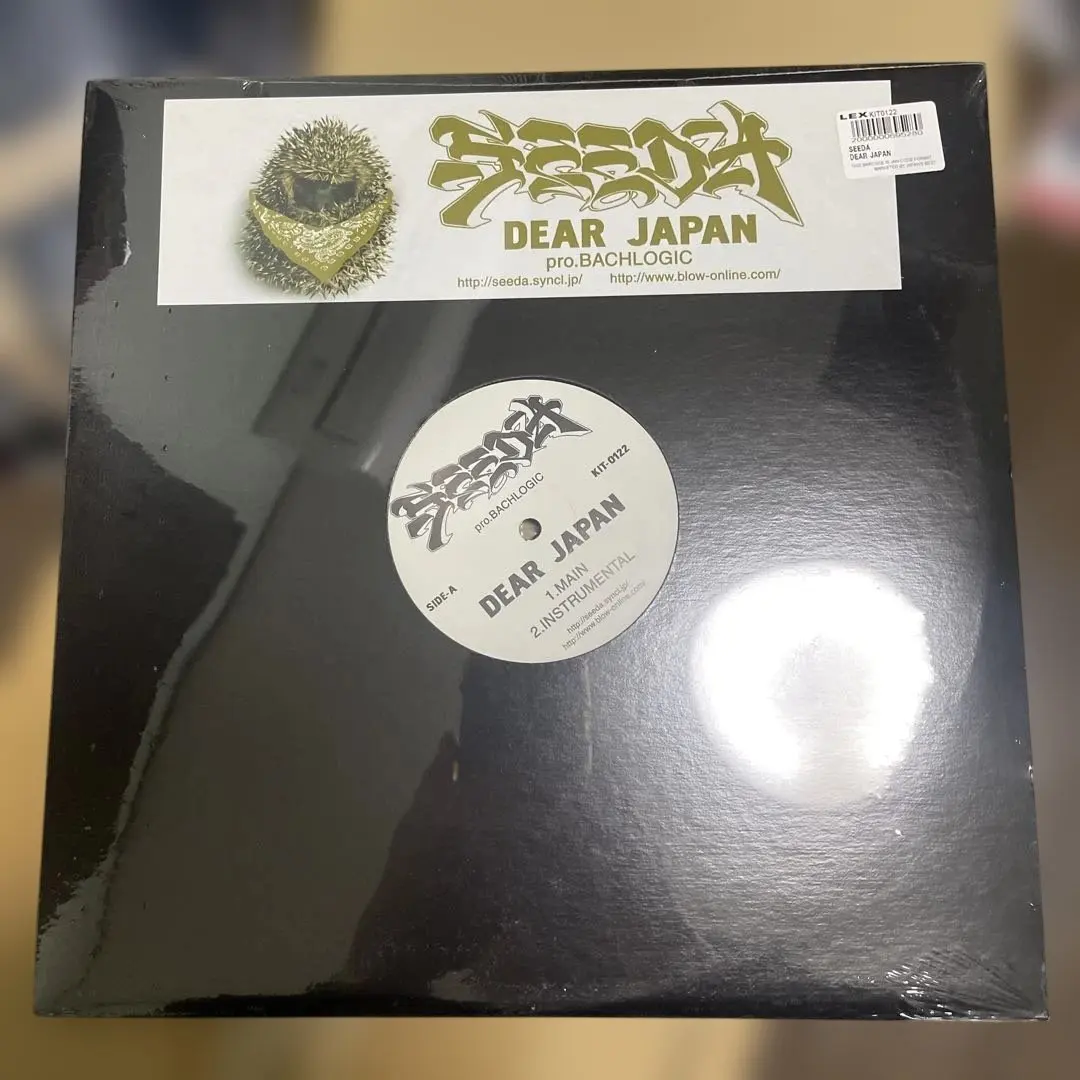 SEEDA
DEAR JAPAN
pro.BACHLOGIC
http://seeda.syncl.jp/ http://www.blow-online.com/
LEX KIT0122
SEEDA
DEAR JAPAN
SEEDA
pro.BACHLOGIC
KIT-0122
SIDE-A
DEAR JAPAN
1.MAIN
2.INSTRUMENTAL
http://seeda.syncl.jp/
http://www.blow-online.com/